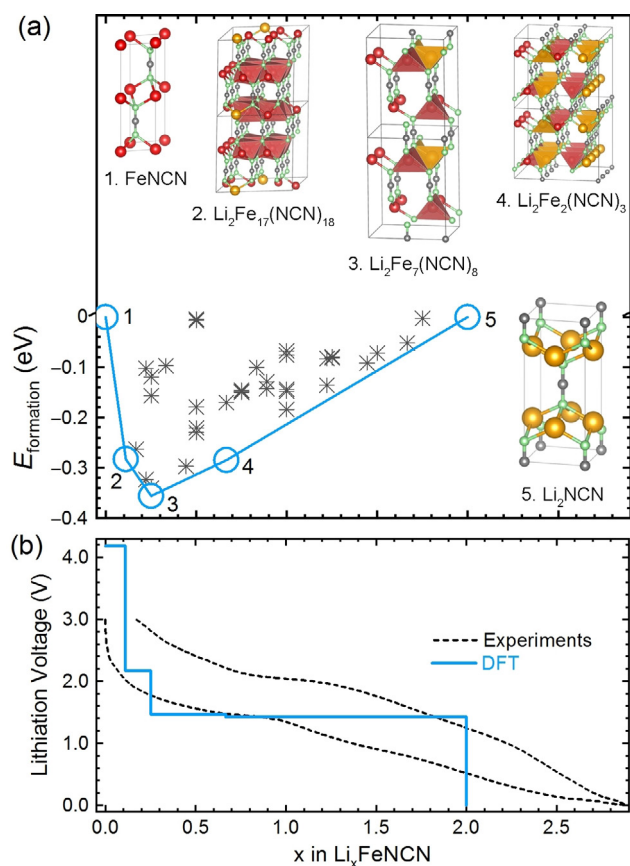 (a)
1. FeNCN
2. Li₂Fe₁₇(NCN)₁₈
3. Li₂Fe₇(NCN)₈
4. Li₂Fe₂(NCN)₃
5. Li₂NCN
E_formation (eV)
0
−0.1
−0.2
−0.3
−0.4
1
2
3
4
5
(b)
Lithiation Voltage (V)
4.0
3.0
2.0
1.0
0.0
Experiments
DFT
0.0 0.5 1.0 1.5 2.0 2.5
x in LiₓFeNCN